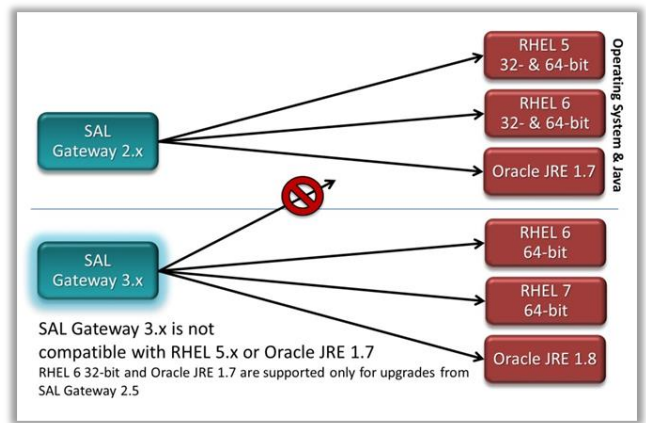 RHEL 5
32- & 64-bit
RHEL 6
32- & 64-bit
Oracle JRE 1.7
Operating System & Java
SAL
Gateway 2.x
SAL
Gateway 3.x
RHEL 6
64-bit
RHEL 7
64-bit
Oracle JRE 1.8
SAL Gateway 3.x is not
compatible with RHEL 5.x or Oracle JRE 1.7
RHEL 6 32-bit and Oracle JRE 1.7 are supported only for upgrades from
SAL Gateway 2.5